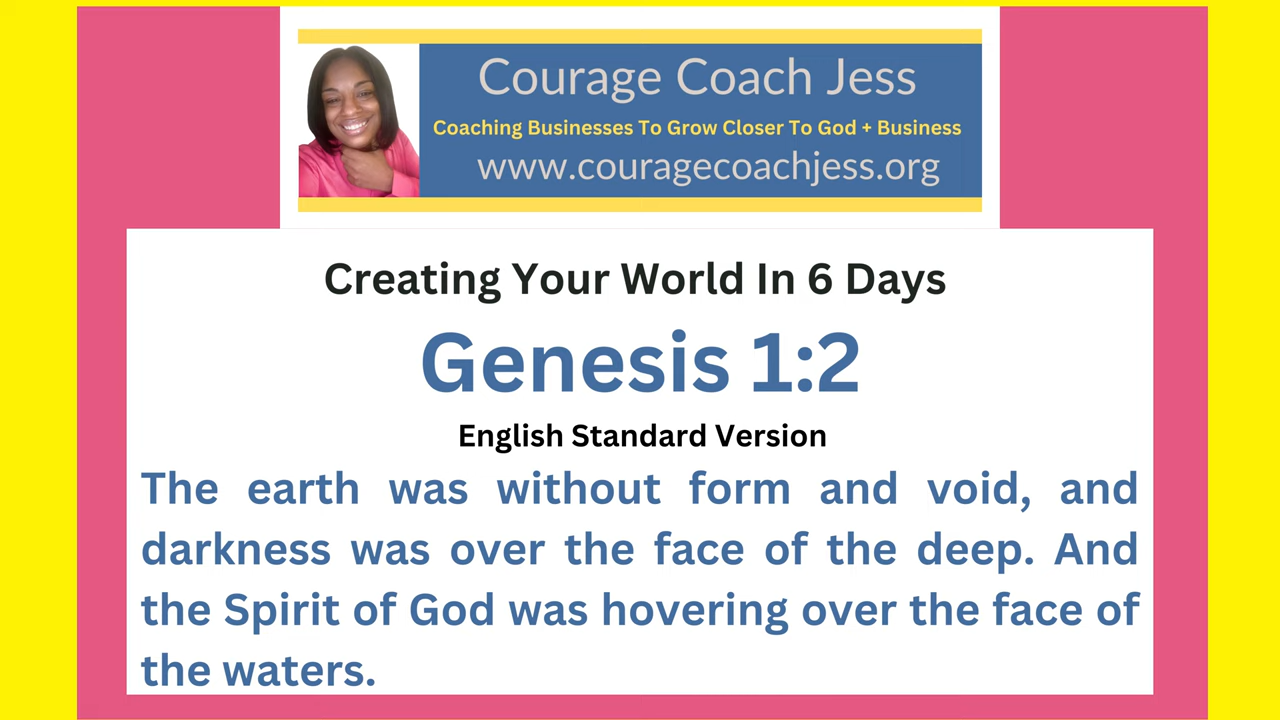 Courage Coach Jess
Coaching Businesses To Grow Closer To God + Business
www.couragecoachjess.org
Creating Your World In 6 Days
Genesis 1:2
English Standard Version
The earth was without form and void, and
darkness was over the face of the deep. And
the Spirit of God was hovering over the face of
the waters.